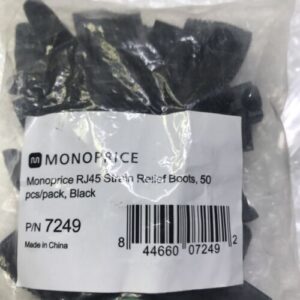 MONOPRICE
Monoprice RJ45 Strain Relief Boots, 50
pcs/pack, Black
P/N 7249
Made in China
8 44660 07249 2